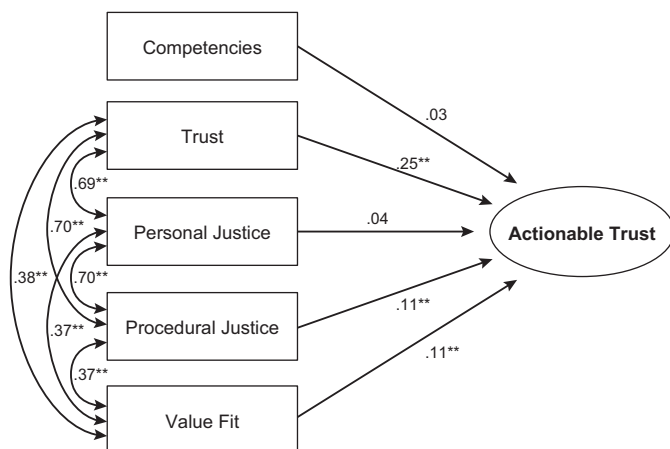 Competencies
.03
Trust
.25**
.69**
.70**
Personal Justice
.04
Actionable Trust
.38**
.70**
.37**
Procedural Justice
.11**
.11**
.37**
Value Fit